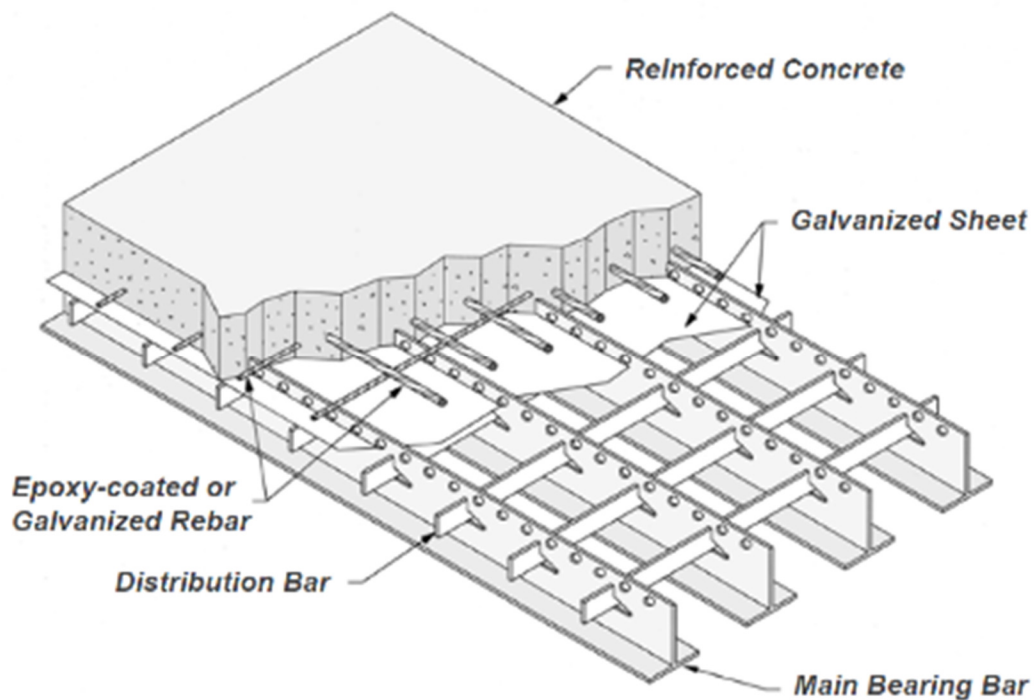 Reinforced Concrete
Galvanized Sheet
Epoxy-coated or
Galvanized Rebar
Distribution Bar
Main Bearing Bar